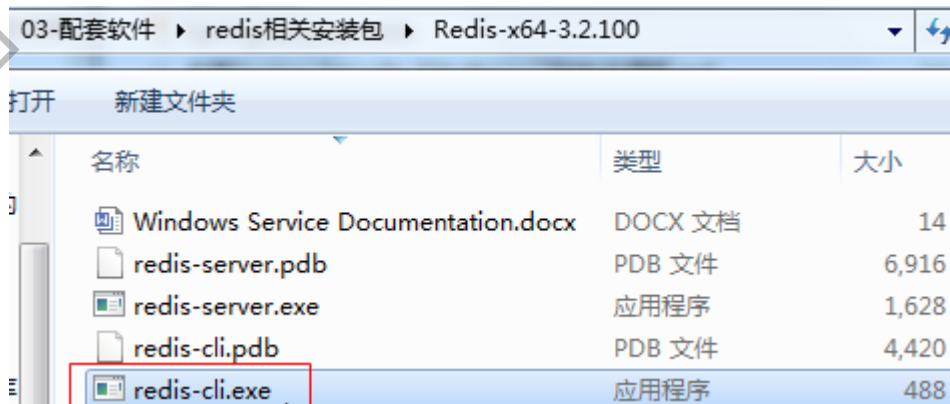 03-配套软件 ▸ redis相关安装包 ▸ Redis-x64-3.2.100
打开 新建文件夹
名称 类型 大小
Windows Service Documentation.docx DOCX 文档 14
redis-server.pdb PDB 文件 6,916
redis-server.exe 应用程序 1,628
redis-cli.pdb PDB 文件 4,420
redis-cli.exe 应用程序 488